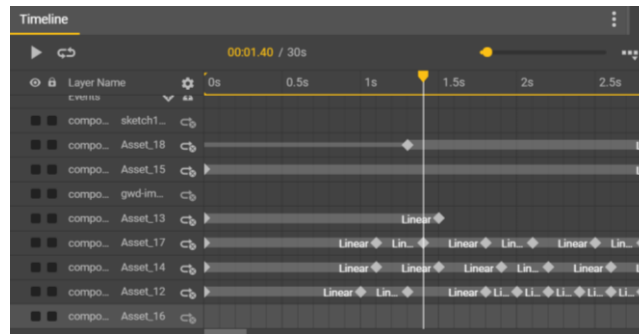 Timeline
00:01.40 / 30s
Layer Name 0s 0.5s 1s 1.5s 2s 2.5s
Events
compo... sketch1...
compo... Asset_18
compo... Asset_15
compo... gwd-im...
compo... Asset_13 Linear
compo... Asset_17 Linear Lin... Linear Lin... Linear Lin...
compo... Asset_14 Linear Linear Linear Lin... Linear
compo... Asset_12 Linear Lin... Linear Li... Li... Li... Li...
compo... Asset_16